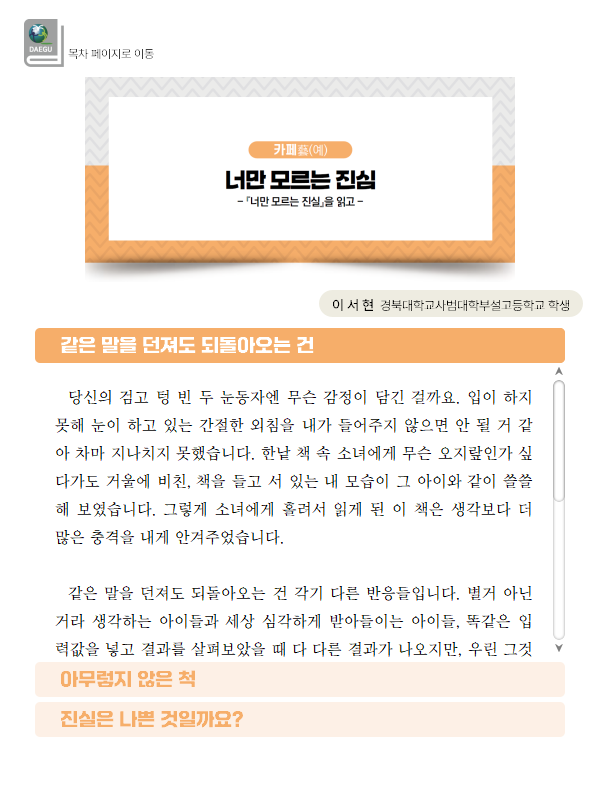 DAEGU
목차 페이지로 이동
카페藝(예)
너만 모르는 진심
- 『너만 모르는 진실』을 읽고 -
이 서 현 경북대학교사범대학부설고등학교 학생
같은 말을 던져도 되돌아오는 건
당신의 검고 텅 빈 두 눈동자엔 무슨 감정이 담긴 걸까요. 입이 하지
못해 눈이 하고 있는 간절한 외침을 내가 들어주지 않으면 안 될 거 같
아 차마 지나치지 못했습니다. 한낱 책 속 소녀에게 무슨 오지랖인가 싶
다가도 거울에 비친, 책을 들고 서 있는 내 모습이 그 아이와 같이 쓸쓸
해 보였습니다. 그렇게 소녀에게 홀려서 읽게 된 이 책은 생각보다 더
많은 충격을 내게 안겨주었습니다.
같은 말을 던져도 되돌아오는 건 각기 다른 반응들입니다. 별거 아닌
거라 생각하는 아이들과 세상 심각하게 받아들이는 아이들, 똑같은 입
력값을 넣고 결과를 살펴보았을 때 다 다른 결과가 나오지만, 우린 그것
아무렇지 않은 척
진실은 나쁜 것일까요?